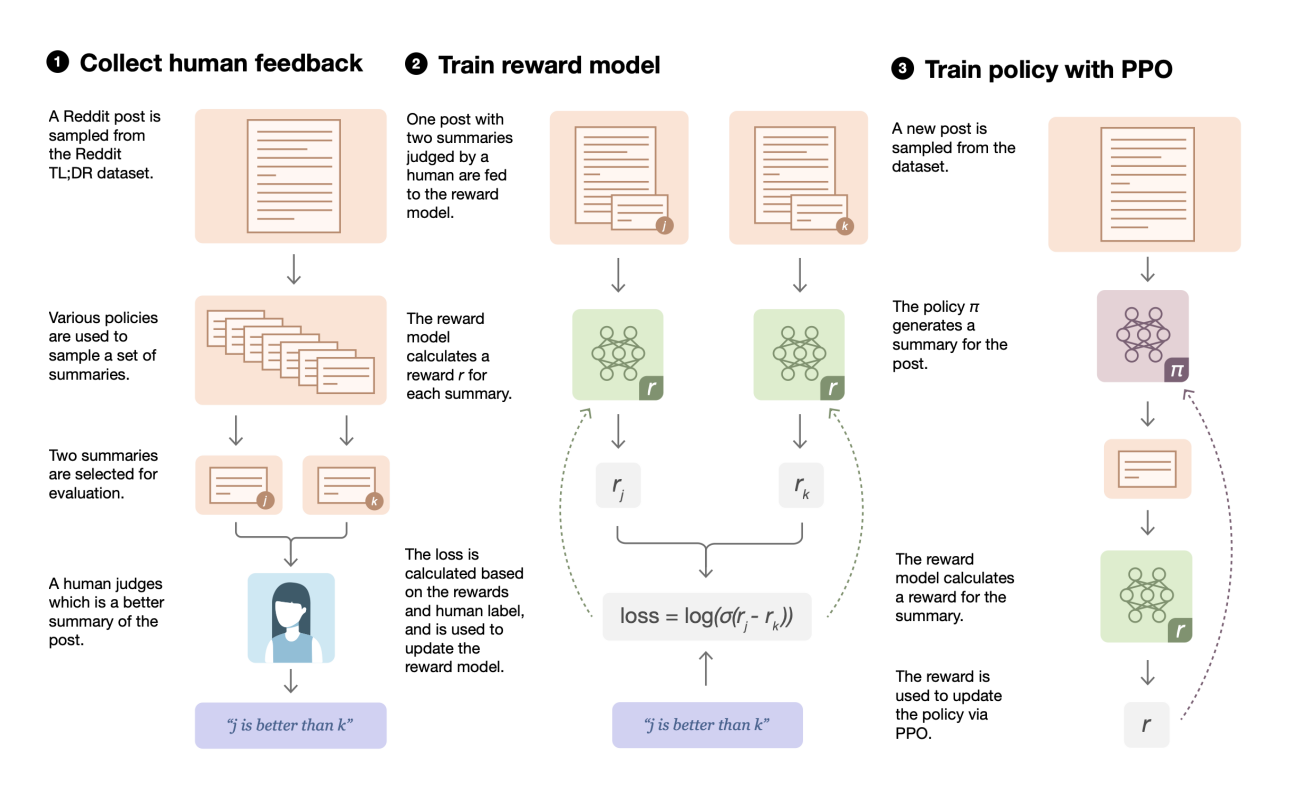 1 Collect human feedback
A Reddit post is
sampled from
the Reddit
TL;DR dataset.
Various policies
are used to
sample a set of
summaries.
Two summaries
are selected for
evaluation.
j
k
A human judges
which is a better
summary of the
post.
“j is better than k”
2 Train reward model
One post with
two summaries
judged by a
human are fed
to the reward
model.
j
k
The reward
model
calculates a
reward r for
each summary.
r
r
r_j
r_k
The loss is
calculated based
on the rewards
and human label,
and is used to
update the
reward model.
loss = log(σ(r_j - r_k))
“j is better than k”
3 Train policy with PPO
A new post is
sampled from the
dataset.
The policy π
generates a
summary for the
post.
π
The reward
model calculates
a reward for the
summary.
r
The reward is
used to update
the policy via
PPO.
r